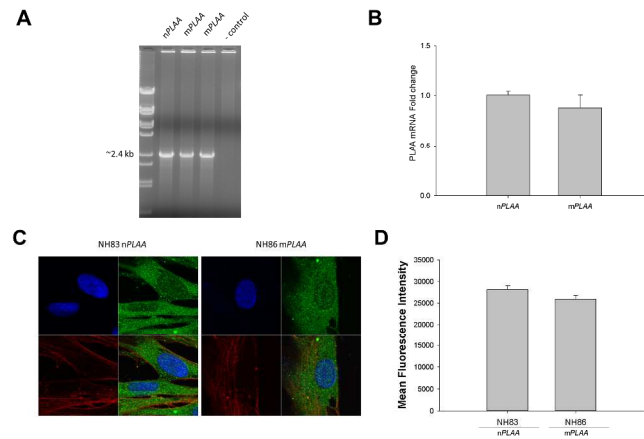 A
nPLAA
mPLAA
mPLAA
- control
~2.4 kb
B
PLAA mRNA Fold change
1.5
1.0
0.5
0.0
nPLAA
mPLAA
C
NH83 nPLAA
NH86 mPLAA
D
Mean Fluorescence Intensity
35000
30000
25000
20000
15000
10000
5000
0
NH83
NH86
nPLAA
mPLAA